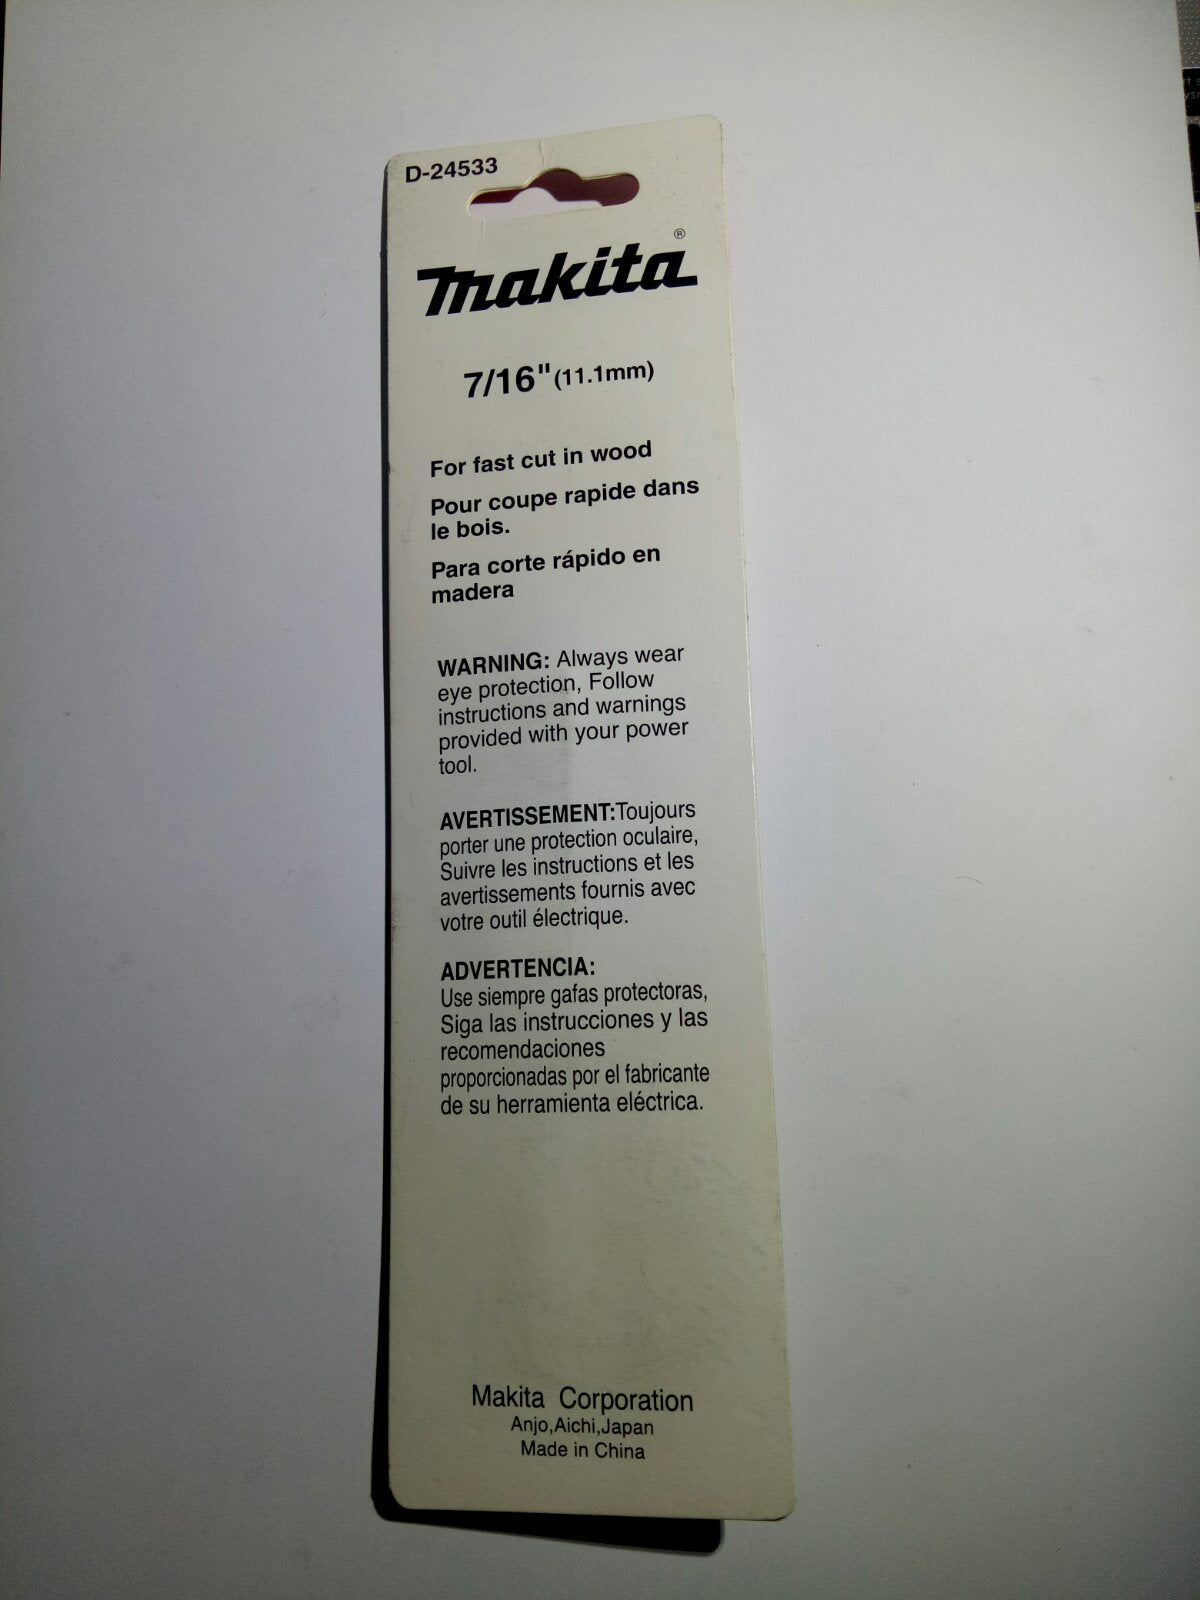 D-24533
makita®
7/16"(11.1mm)
For fast cut in wood
Pour coupe rapide dans
le bois.
Para corte rápido en
madera
WARNING: Always wear
eye protection, Follow
instructions and warnings
provided with your power
tool.
AVERTISSEMENT:Toujours
porter une protection oculaire,
Suivre les instructions et les
avertissements fournis avec
votre outil électrique.
ADVERTENCIA:
Use siempre gafas protectoras,
Siga las instrucciones y las
recomendaciones
proporcionadas por el fabricante
de su herramienta eléctrica.
Makita Corporation
Anjo,Aichi,Japan
Made in China